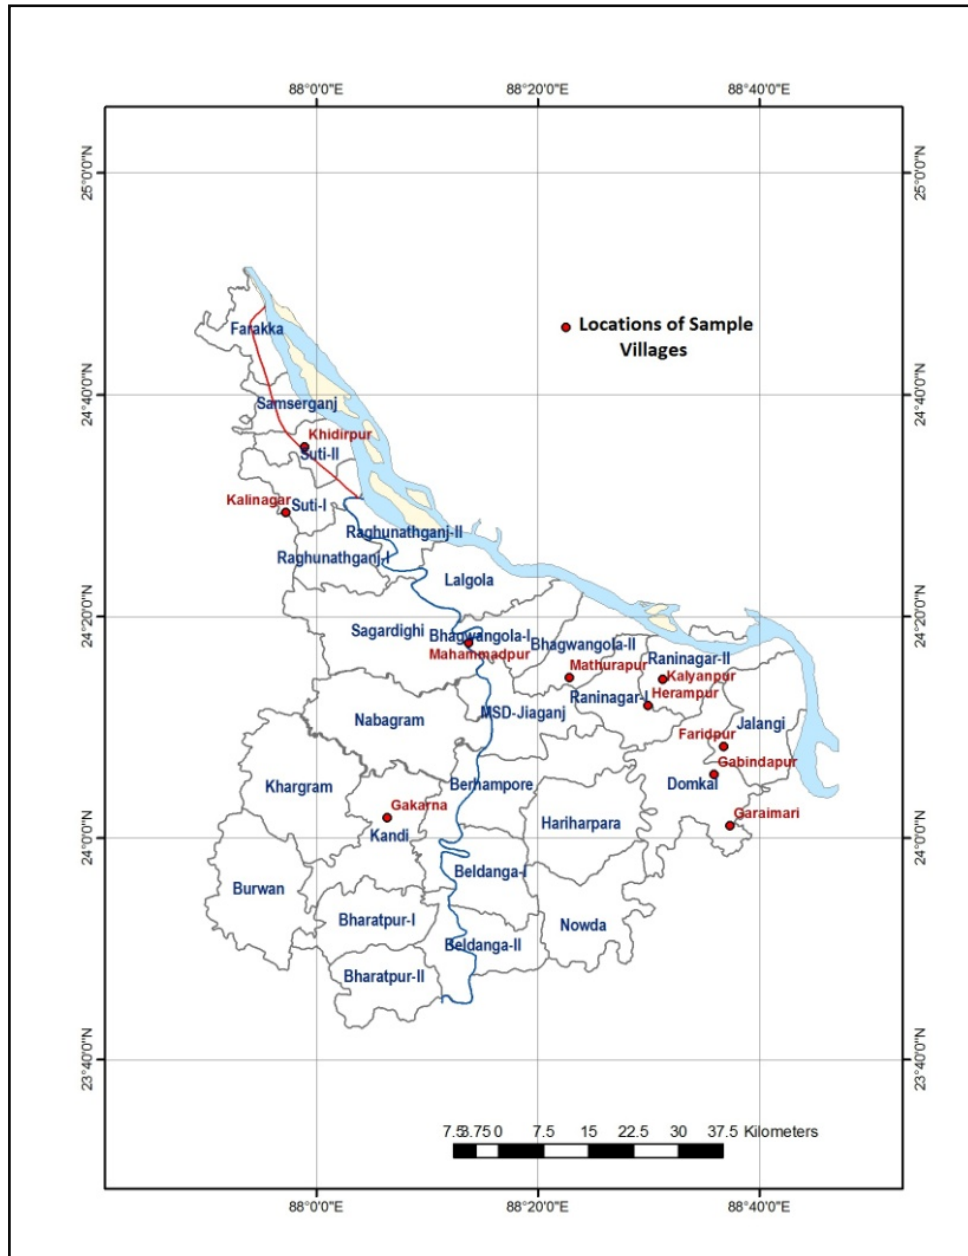 88°0'0"E
88°20'0"E
88°40'0"E
25°0'0"N
25°0'0"N
Locations of Sample
Villages
Farakka
24°40'0"N
24°40'0"N
Samserganj
Khidirpur
Suti-II
Kalinagar
Suti-I
Raghunathganj-II
Raghunathganj-I
Lalgola
24°20'0"N
24°20'0"N
Sagardighi
Bhagwangola-I
Bhagwangola-II
Mahammadpur
Raninagar-II
Mathurapur
Kalyanpur
Raninagar-I
Herampur
MSD-Jiaganj
Nabagram
Jalangi
Faridpur
Gabindapur
Khargram
Berhampore
Domkal
Gakarna
Garaimari
Hariharpara
Kandi
24°0'0"N
24°0'0"N
Beldanga-I
Burwan
Bharatpur-I
Nowda
Beldanga-II
Bharatpur-II
23°40'0"N
23°40'0"N
7.5 3.75 0 7.5 15 22.5 30 37.5 Kilometers
88°0'0"E
88°20'0"E
88°40'0"E